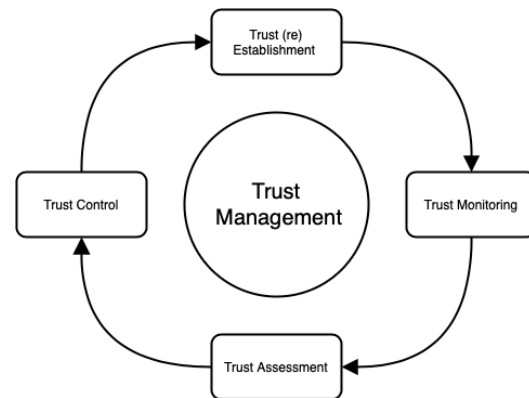 Trust (re)
Establishment
Trust Control
Trust
Management
Trust Monitoring
Trust Assessment